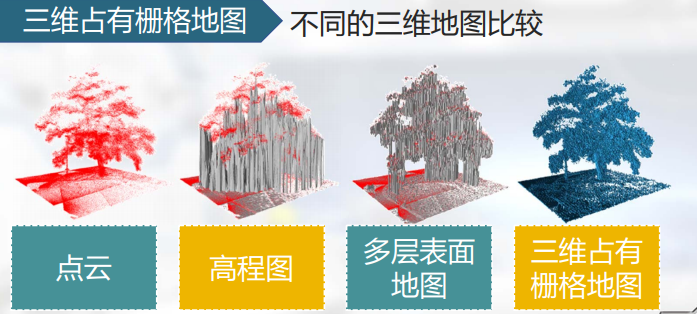 三维占有栅格地图
不同的三维地图比较
点云
高程图
多层表面
地图
三维占有
栅格地图